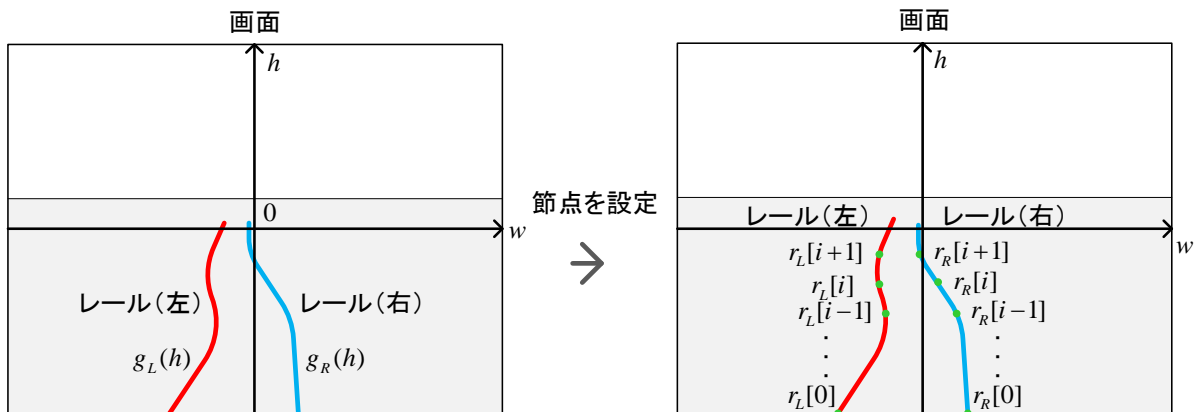 画面
h
0
w
レール（左）
レール（右）
g_L(h)
g_R(h)
節点を設定
画面
h
レール（左）
レール（右）
w
r_L[i+1]
r_R[i+1]
r_L[i]
r_R[i]
r_L[i−1]
r_R[i−1]
r_L[0]
r_R[0]